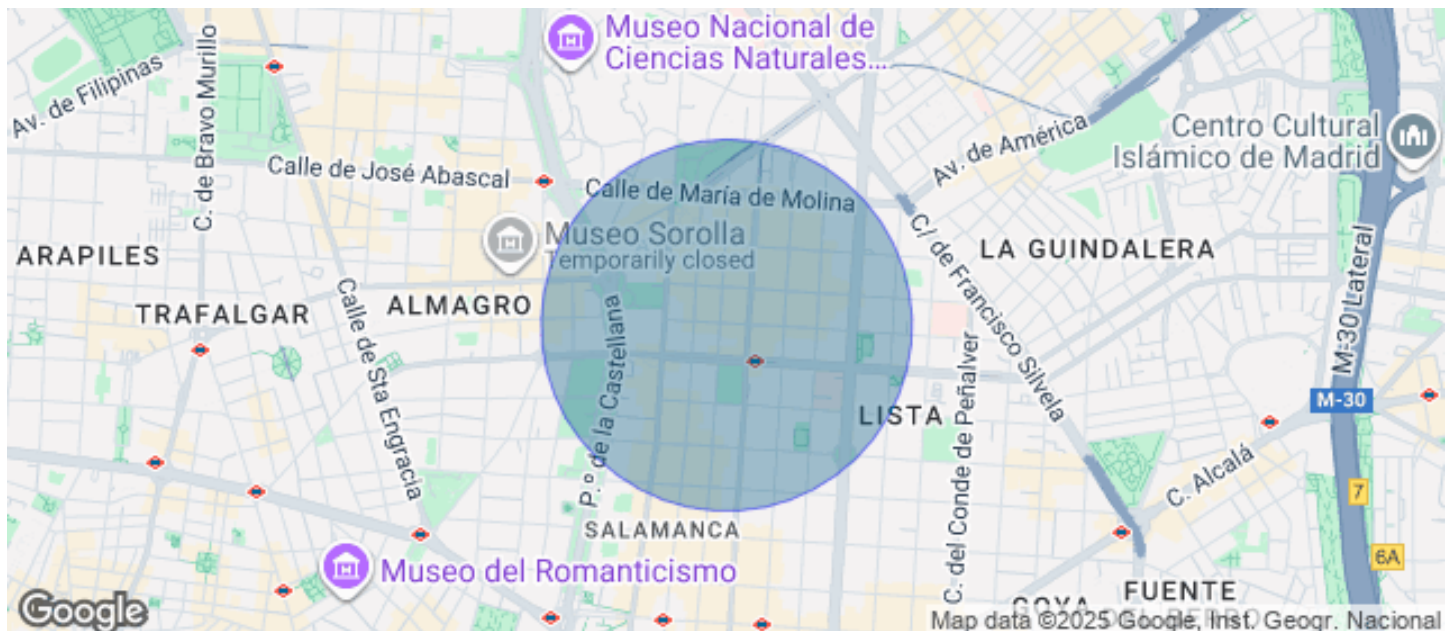 Museo Nacional de
Ciencias Naturales...
Av. de Filipinas
C. de Bravo Murillo
Calle de José Abascal
Av. de América
Centro Cultural
Islámico de Madrid
Calle de María de Molina
Museo Sorolla
Temporarily closed
ARAPILES
LA GUINDALERA
TRAFALGAR
ALMAGRO
Calle de Sta Engracia
P.º de la Castellana
C/ de Francisco Silvela
M-30 Lateral
M-30
LISTA
C. del Conde de Peñalver
C. Alcalá
7
SALAMANCA
6A
Museo del Romanticismo
FUENTE
GOYA
DEL BERRO
Google
Map data ©2025 Google, Inst. Geogr. Nacional